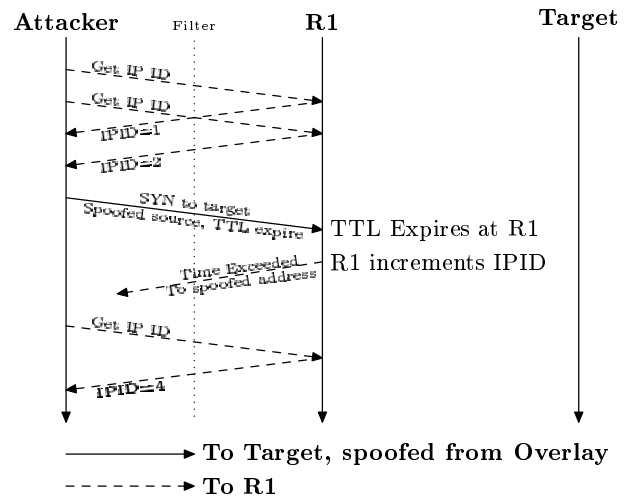 Attacker
Filter
R1
Target
Get IP ID
Get IP ID
IPID=1
IPID=2
SYN to target
Spoofed source, TTL expire
TTL Expires at R1
R1 increments IPID
Time Exceeded
To spoofed address
Get IP ID
IPID=4
To Target, spoofed from Overlay
To R1